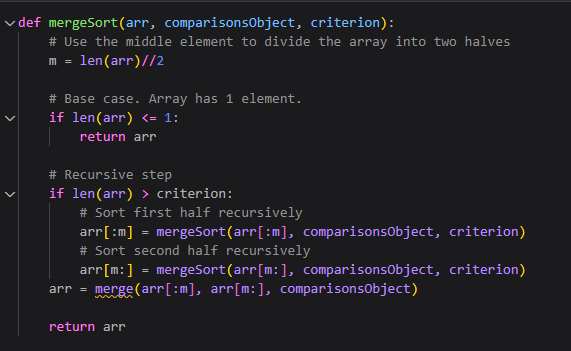 def mergeSort(arr, comparisonsObject, criterion):
    # Use the middle element to divide the array into two halves
    m = len(arr)//2
    # Base case. Array has 1 element.
    if len(arr) <= 1:
        return arr
    # Recursive step
    if len(arr) > criterion:
        # Sort first half recursively
        arr[:m] = mergeSort(arr[:m], comparisonsObject, criterion)
        # Sort second half recursively
        arr[m:] = mergeSort(arr[m:], comparisonsObject, criterion)
    arr = merge(arr[:m], arr[m:], comparisonsObject)
    return arr